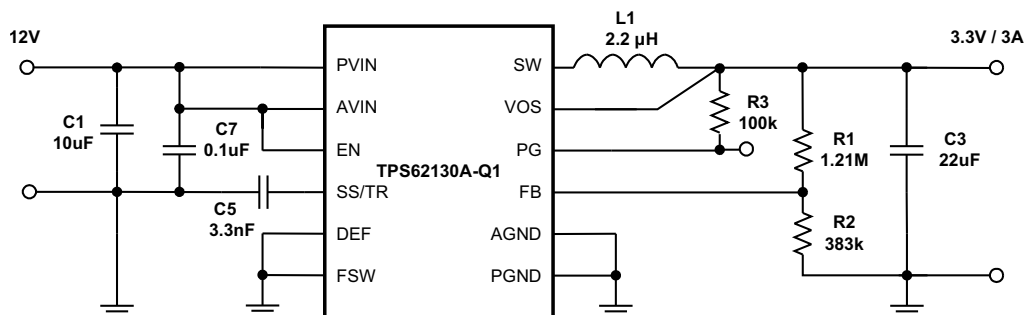 L1
2.2 µH
12V
3.3V / 3A
PVIN
SW
AVIN
VOS
C1
10uF
C7
0.1uF
R3
100k
R1
1.21M
C3
22uF
EN
PG
TPS62130A-Q1
SS/TR
FB
C5
3.3nF
R2
383k
DEF
AGND
FSW
PGND